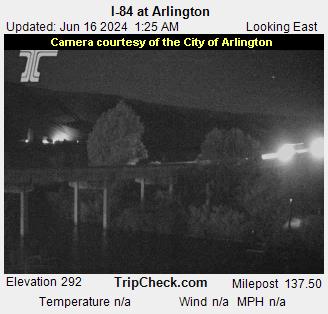 I-84 at Arlington
Updated: Jun 16 2024 1:25 AM Looking East
Camera courtesy of the City of Arlington
Elevation 292 TripCheck.com Milepost 137.50
Temperature n/a Wind n/a MPH n/a